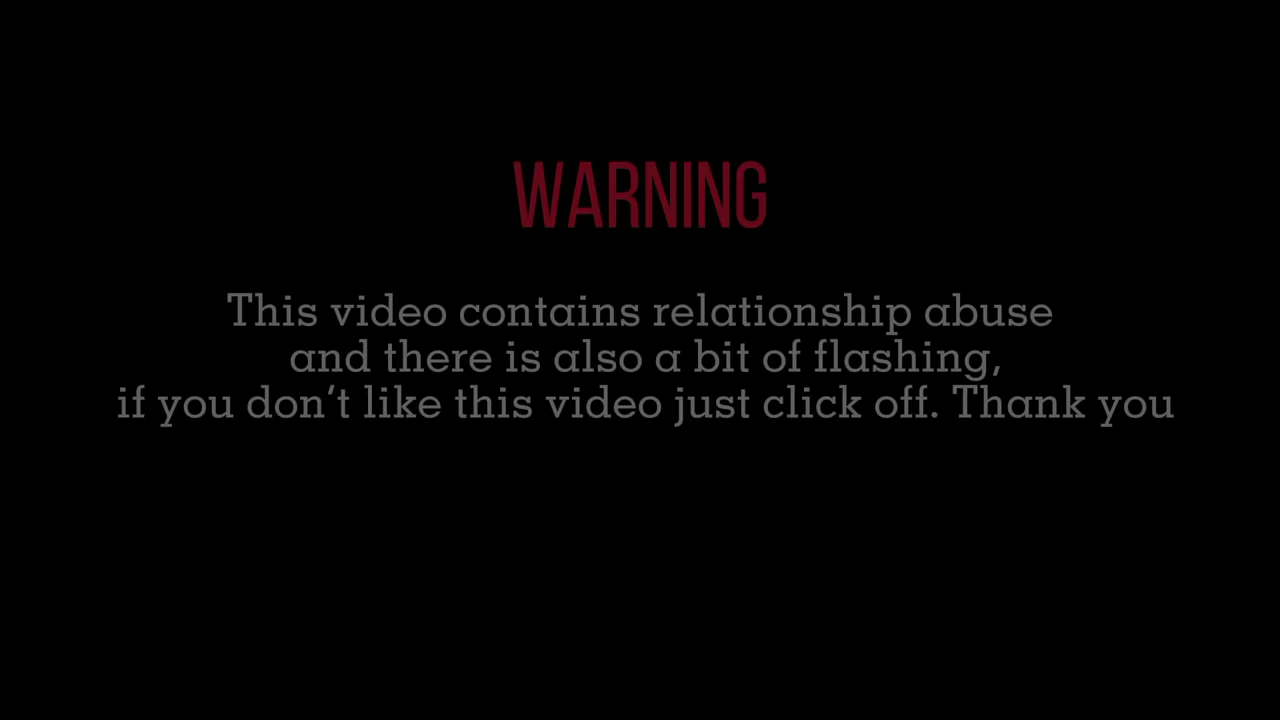 WARNING
This video contains relationship abuse
and there is also a bit of flashing,
if you don't like this video just click off. Thank you